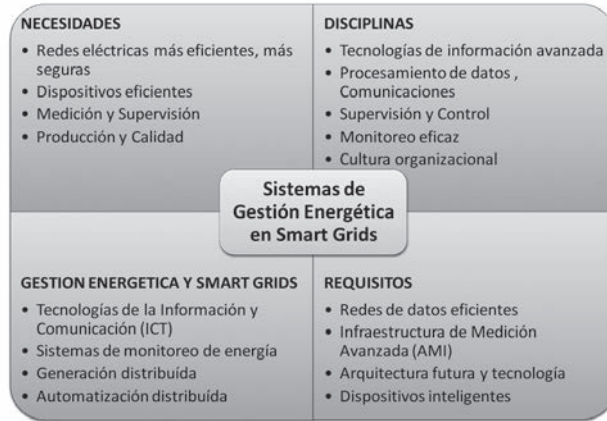 NECESIDADES
• Redes eléctricas más eficientes, más
seguras
• Dispositivos eficientes
• Medición y Supervisión
• Producción y Calidad
DISCIPLINAS
• Tecnologías de información avanzada
• Procesamiento de datos ,
Comunicaciones
• Supervisión y Control
• Monitoreo eficaz
• Cultura organizacional
Sistemas de
Gestión Energética
en Smart Grids
GESTION ENERGETICA Y SMART GRIDS
• Tecnologías de la Información y
Comunicación (ICT)
• Sistemas de monitoreo de energía
• Generación distribuída
• Automatización distribuída
REQUISITOS
• Redes de datos eficientes
• Infraestructura de Medición
Avanzada (AMI)
• Arquitectura futura y tecnología
• Dispositivos inteligentes